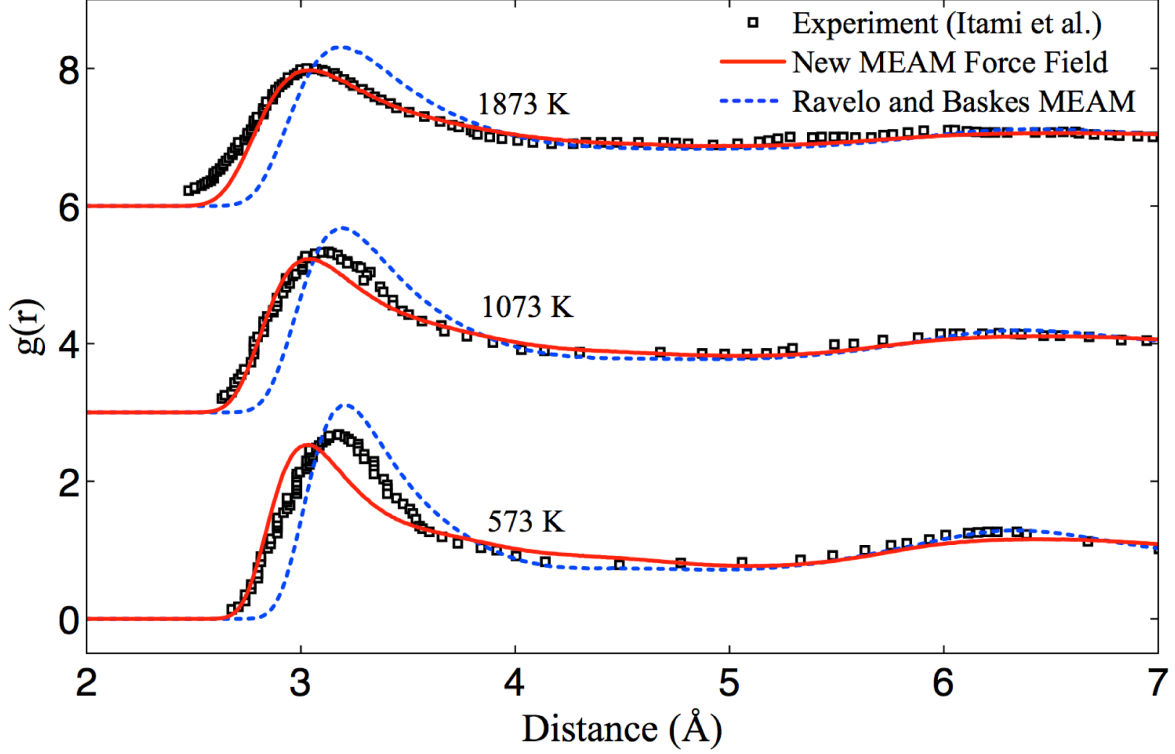 Experiment (Itami et al.)
New MEAM Force Field
Ravelo and Baskes MEAM
1873 K
1073 K
573 K
g(r)
8
6
4
2
0
2 3 4 5 6 7
Distance (Å)